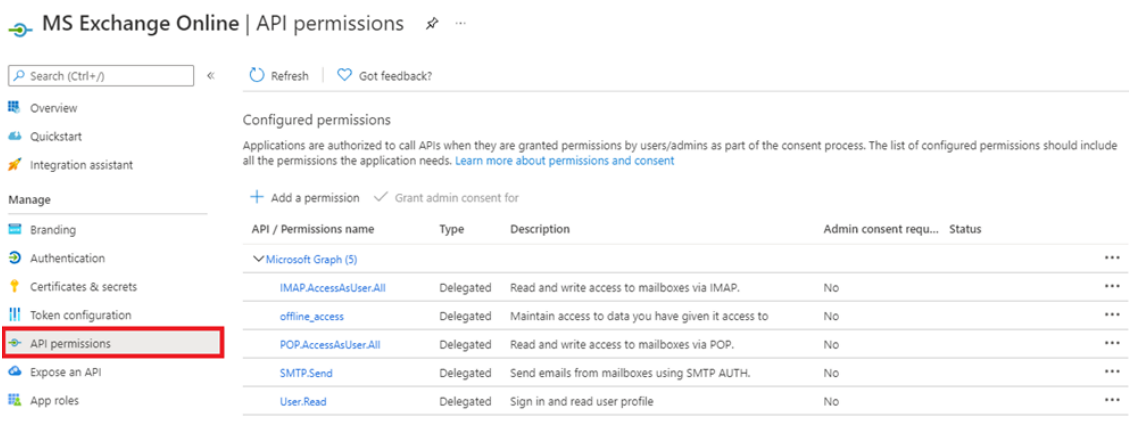 MS Exchange Online | API permissions
Search (Ctrl+/)
Refresh
Got feedback?
Overview
Quickstart
Integration assistant
Manage
Branding
Authentication
Certificates & secrets
Token configuration
API permissions
Expose an API
App roles
Configured permissions
Applications are authorized to call APIs when they are granted permissions by users/admins as part of the consent process. The list of configured permissions should include
all the permissions the application needs. Learn more about permissions and consent
Add a permission Grant admin consent for
API / Permissions name Type Description Admin consent requ... Status
Microsoft Graph (5)
IMAP.AccessAsUser.All Delegated Read and write access to mailboxes via IMAP. No
offline_access Delegated Maintain access to data you have given it access to No
POP.AccessAsUser.All Delegated Read and write access to mailboxes via POP. No
SMTP.Send Delegated Send emails from mailboxes using SMTP AUTH. No
User.Read Delegated Sign in and read user profile No